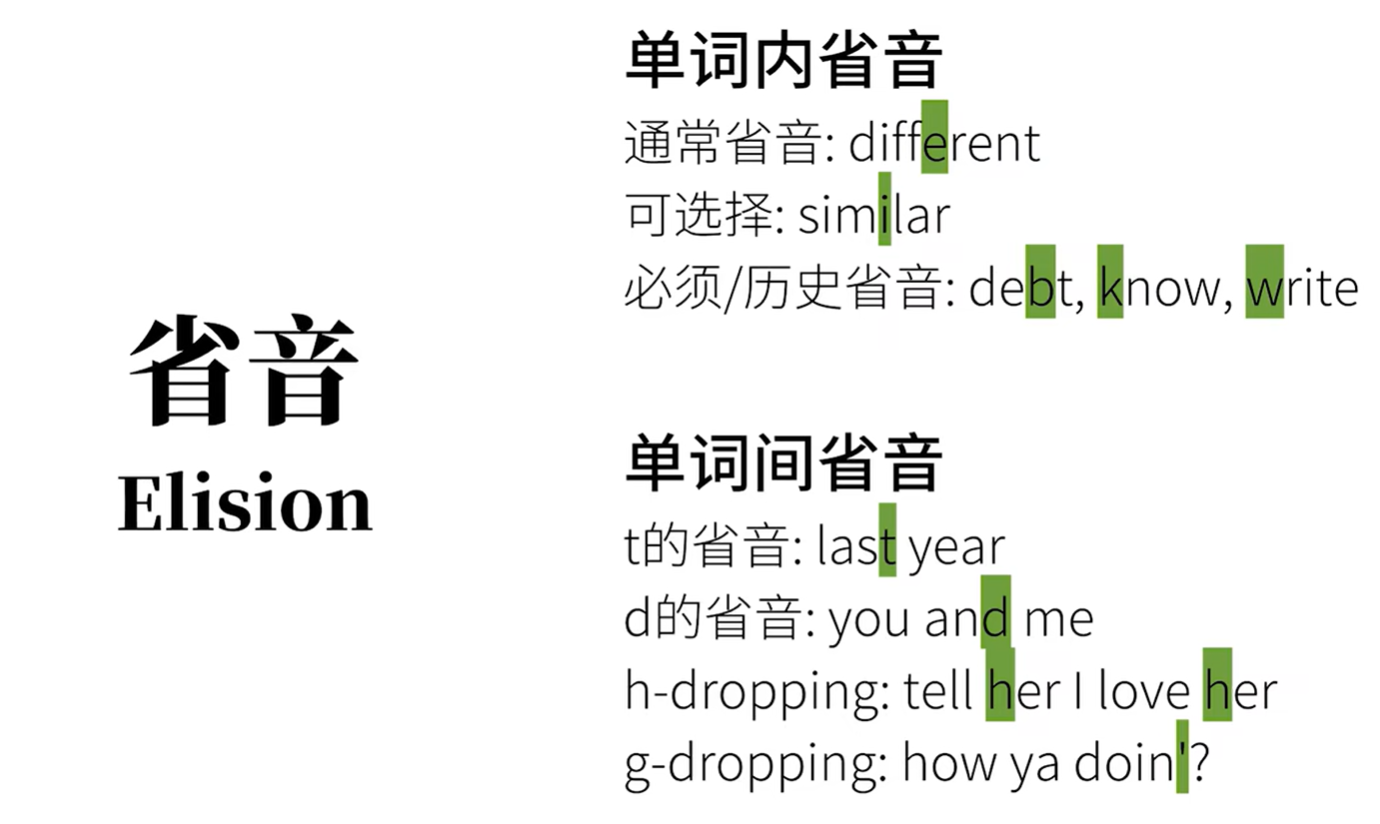 省音
Elision
单词内省音
通常省音: different
可选择: similar
必须/历史省音: debt, know, write
单词间省音
t的省音: last year
d的省音: you and me
h-dropping: tell her I love her
g-dropping: how ya doin'?